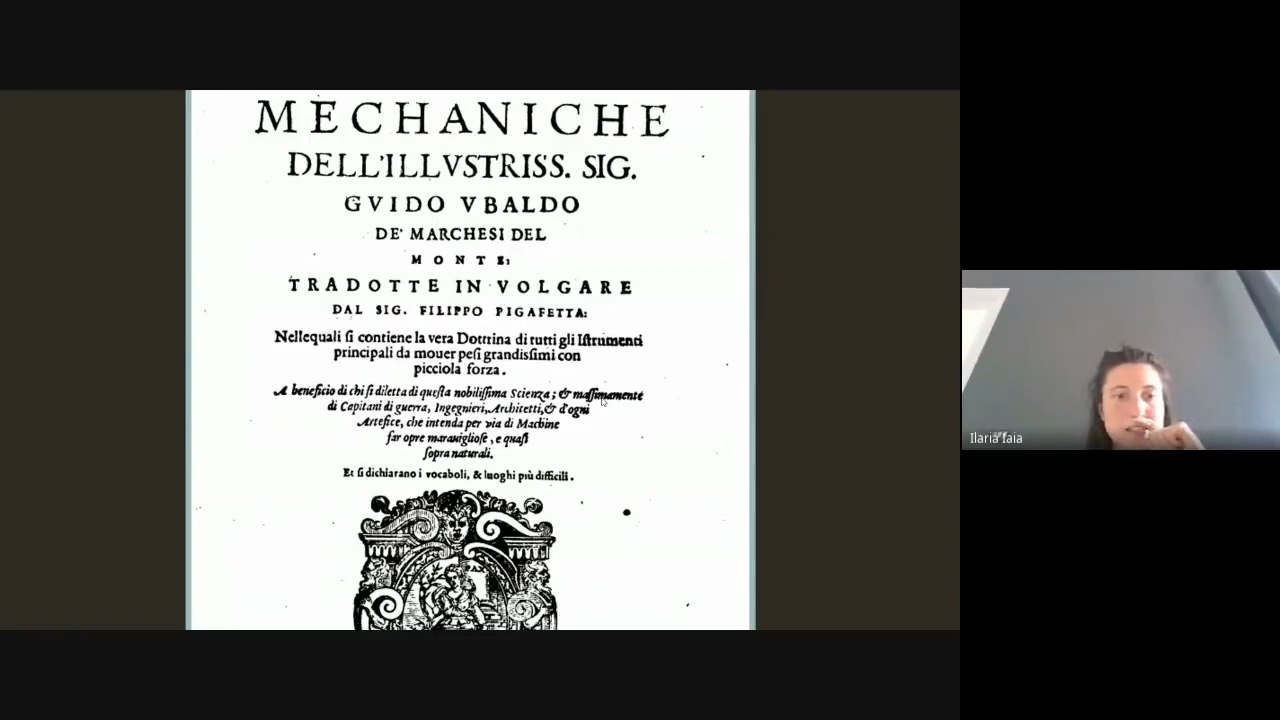 MECHANICHE
DELL'ILLVSTRISS. SIG.
GVIDO VBALDO
DE' MARCHESI DEL
MONTE:
TRADOTTE IN VOLGARE
DAL SIG. FILIPPO PIGAFETTA:
Nellequali ſi contiene la vera Dottrina di tutti gli Iſtrumenti
principali da mouer peſi grandiſſimi con
picciola forza.
A beneficio di chi ſi diletta di queſta nobiliſſima Scienza; & maſſimamente
di Capitani di guerra, Ingegnieri, Architetti, & d'ogni
Artefice, che intenda per via di Machine
far opre marauiglioſe, e quaſi
ſopra naturali.
Et ſi dichiarano i vocaboli, & luoghi più difficili.
Ilaria Iaia